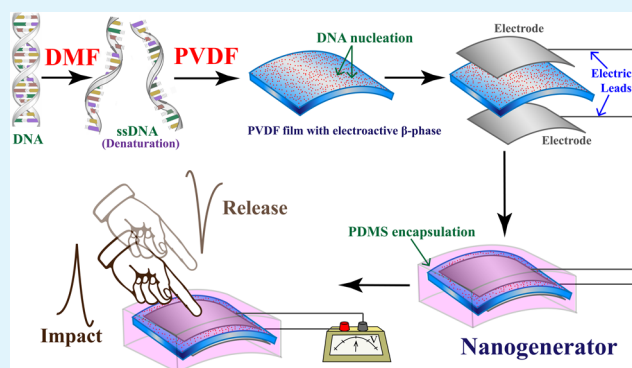 DMF
PVDF
DNA nucleation
Electrode
DNA
ssDNA
(Denaturation)
PVDF film with electroactive β-phase
Electric
Leads
Electrode
Release
PDMS encapsulation
Impact
V
Nanogenerator